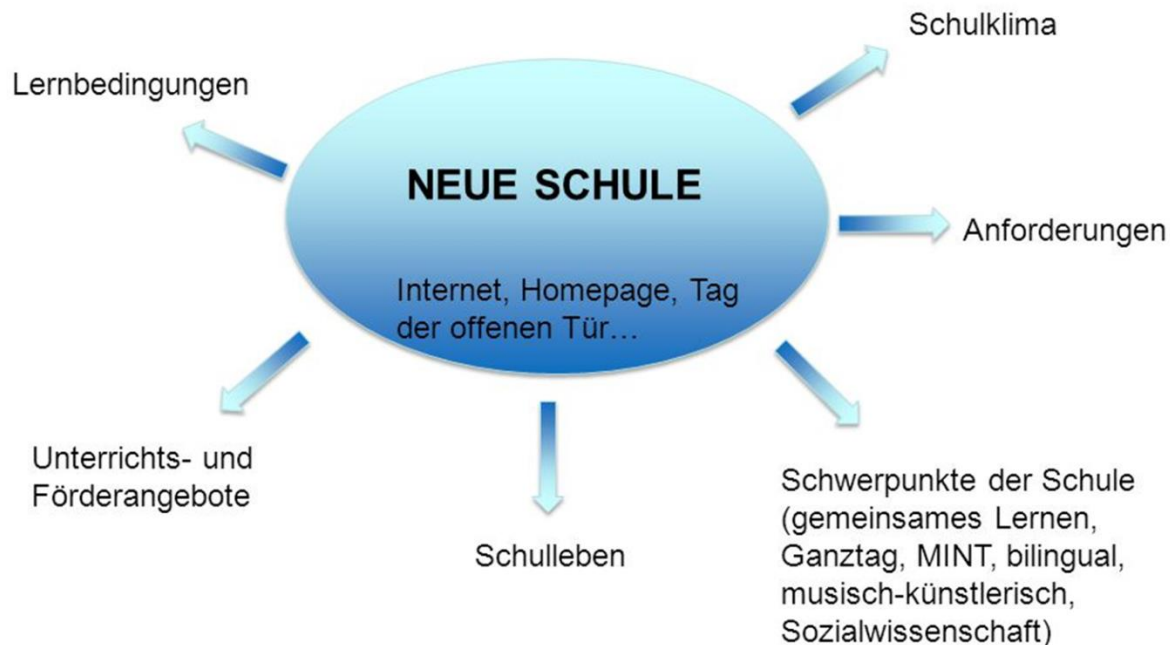 Schulklima
Lernbedingungen
NEUE SCHULE
Anforderungen
Internet, Homepage, Tag
der offenen Tür…
Unterrichts- und
Förderangebote
Schulleben
Schwerpunkte der Schule
(gemeinsames Lernen,
Ganztag, MINT, bilingual,
musisch-künstlerisch,
Sozialwissenschaft)